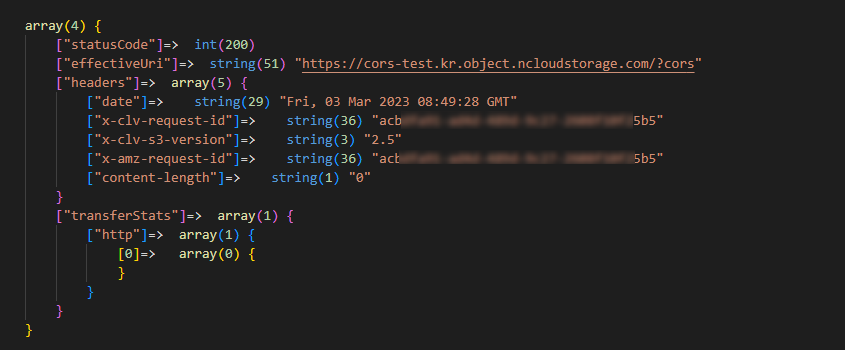 array(4) {
["statusCode"]=> int(200)
["effectiveUri"]=> string(51) "https://cors-test.kr.object.ncloudstorage.com/?cors"
["headers"]=> array(5) {
["date"]=> string(29) "Fri, 03 Mar 2023 08:49:28 GMT"
["x-clv-request-id"]=> string(36) "acb 5b5"
["x-clv-s3-version"]=> string(3) "2.5"
["x-amz-request-id"]=> string(36) "acb 5b5"
["content-length"]=> string(1) "0"
}
["transferStats"]=> array(1) {
["http"]=> array(1) {
[0]=> array(0) {
}
}
}
}